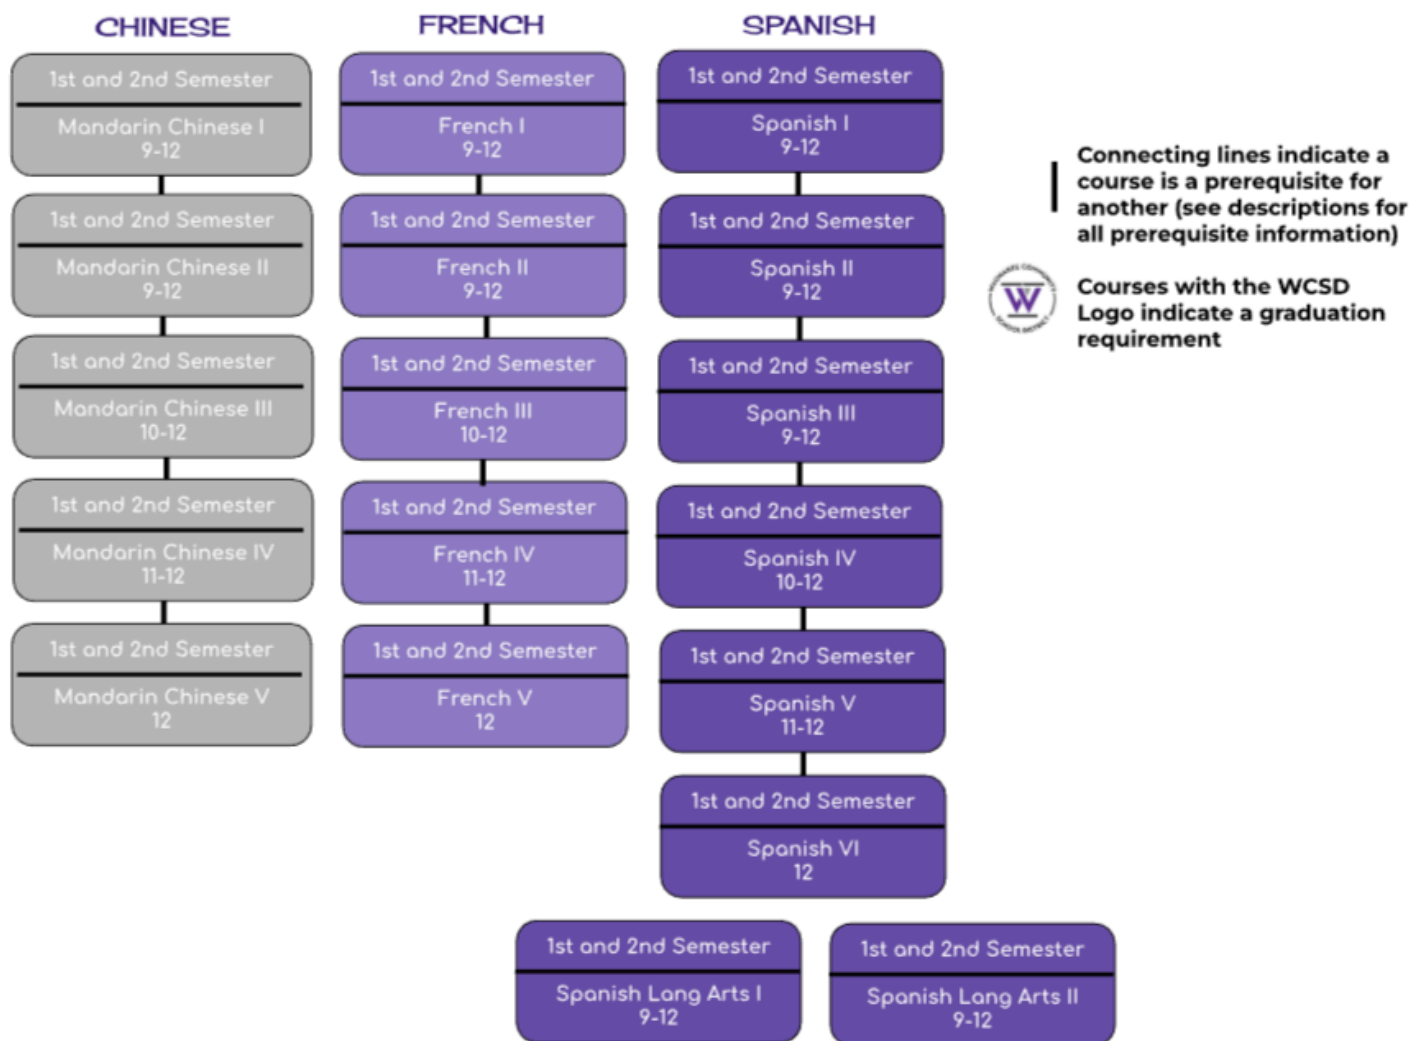 CHINESE
1st and 2nd Semester
Mandarin Chinese I
9-12
1st and 2nd Semester
Mandarin Chinese II
9-12
1st and 2nd Semester
Mandarin Chinese III
10-12
1st and 2nd Semester
Mandarin Chinese IV
11-12
1st and 2nd Semester
Mandarin Chinese V
12
FRENCH
1st and 2nd Semester
French I
9-12
1st and 2nd Semester
French II
9-12
1st and 2nd Semester
French III
10-12
1st and 2nd Semester
French IV
11-12
1st and 2nd Semester
French V
12
SPANISH
1st and 2nd Semester
Spanish I
9-12
1st and 2nd Semester
Spanish II
9-12
1st and 2nd Semester
Spanish III
9-12
1st and 2nd Semester
Spanish IV
10-12
1st and 2nd Semester
Spanish V
11-12
1st and 2nd Semester
Spanish VI
12
1st and 2nd Semester
Spanish Lang Arts I
9-12
1st and 2nd Semester
Spanish Lang Arts II
9-12
Connecting lines indicate a
course is a prerequisite for
another (see descriptions for
all prerequisite information)
W
SCHOOL DISTRICT
Courses with the WCSD
Logo indicate a graduation
requirement